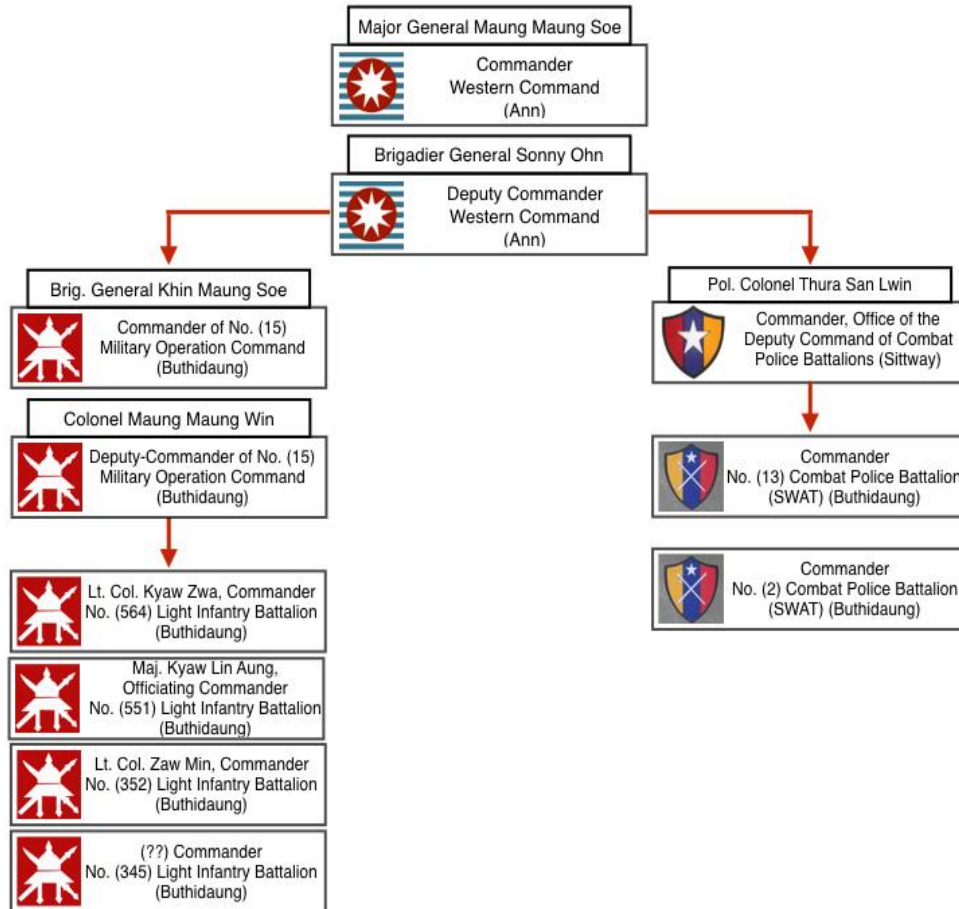 Major General Maung Maung Soe
Commander
Western Command
(Ann)
Brigadier General Sonny Ohn
Deputy Commander
Western Command
(Ann)
Brig. General Khin Maung Soe
Commander of No. (15)
Military Operation Command
(Buthidaung)
Colonel Maung Maung Win
Deputy-Commander of No. (15)
Military Operation Command
(Buthidaung)
Lt. Col. Kyaw Zwa, Commander
No. (564) Light Infantry Battalion
(Buthidaung)
Maj. Kyaw Lin Aung,
Officiating Commander
No. (551) Light Infantry Battalion
(Buthidaung)
Lt. Col. Zaw Min, Commander
No. (352) Light Infantry Battalion
(Buthidaung)
(??) Commander
No. (345) Light Infantry Battalion
(Buthidaung)
Pol. Colonel Thura San Lwin
Commander, Office of the
Deputy Command of Combat
Police Battalions (Sittway)
Commander
No. (13) Combat Police Battalion
(SWAT) (Buthidaung)
Commander
No. (2) Combat Police Battalion
(SWAT) (Buthidaung)